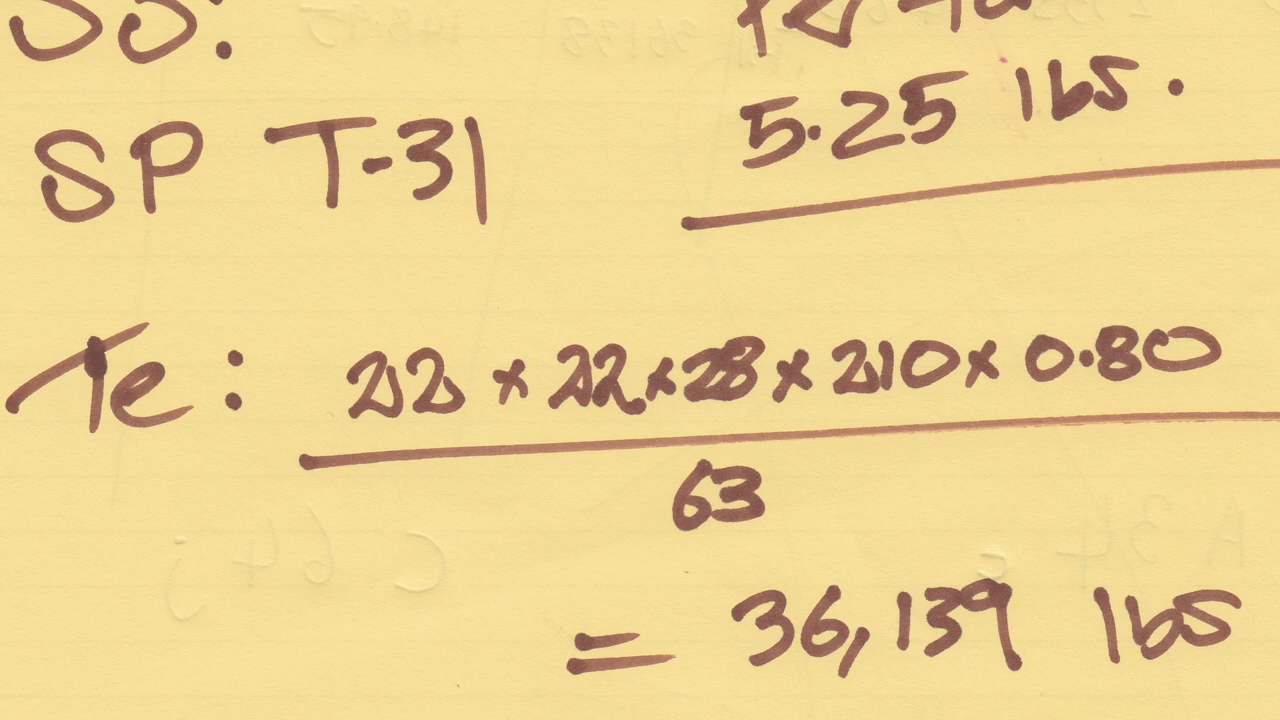 5.25 lbs.
SP T-31
Te: 22 x 22 x 28 x 210 x 0.80
63
= 36,139 lbs